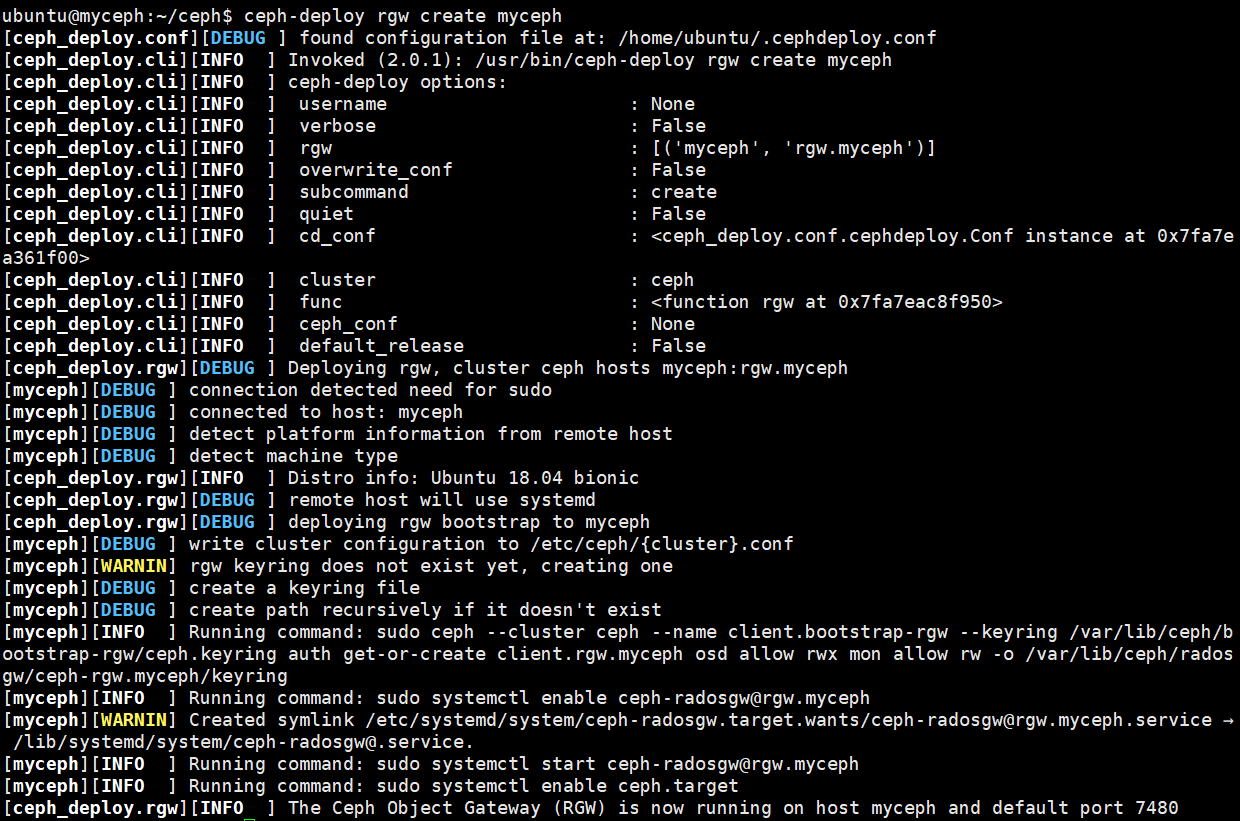 ubuntu@myceph:~/ceph$ ceph-deploy rgw create myceph
[ceph_deploy.conf][DEBUG ] found configuration file at: /home/ubuntu/.cephdeploy.conf
[ceph_deploy.cli][INFO  ] Invoked (2.0.1): /usr/bin/ceph-deploy rgw create myceph
[ceph_deploy.cli][INFO  ] ceph-deploy options:
[ceph_deploy.cli][INFO  ]  username                      : None
[ceph_deploy.cli][INFO  ]  verbose                       : False
[ceph_deploy.cli][INFO  ]  rgw                           : [('myceph', 'rgw.myceph')]
[ceph_deploy.cli][INFO  ]  overwrite_conf                : False
[ceph_deploy.cli][INFO  ]  subcommand                    : create
[ceph_deploy.cli][INFO  ]  quiet                         : False
[ceph_deploy.cli][INFO  ]  cd_conf                       : <ceph_deploy.conf.cephdeploy.Conf instance at 0x7fa7e
a361f00>
[ceph_deploy.cli][INFO  ]  cluster                       : ceph
[ceph_deploy.cli][INFO  ]  func                          : <function rgw at 0x7fa7eac8f950>
[ceph_deploy.cli][INFO  ]  ceph_conf                     : None
[ceph_deploy.cli][INFO  ]  default_release               : False
[ceph_deploy.rgw][DEBUG ] Deploying rgw, cluster ceph hosts myceph:rgw.myceph
[myceph][DEBUG ] connection detected need for sudo
[myceph][DEBUG ] connected to host: myceph
[myceph][DEBUG ] detect platform information from remote host
[myceph][DEBUG ] detect machine type
[ceph_deploy.rgw][INFO  ] Distro info: Ubuntu 18.04 bionic
[ceph_deploy.rgw][DEBUG ] remote host will use systemd
[ceph_deploy.rgw][DEBUG ] deploying rgw bootstrap to myceph
[myceph][DEBUG ] write cluster configuration to /etc/ceph/{cluster}.conf
[myceph][WARNIN] rgw keyring does not exist yet, creating one
[myceph][DEBUG ] create a keyring file
[myceph][DEBUG ] create path recursively if it doesn't exist
[myceph][INFO  ] Running command: sudo ceph --cluster ceph --name client.bootstrap-rgw --keyring /var/lib/ceph/b
ootstrap-rgw/ceph.keyring auth get-or-create client.rgw.myceph osd allow rwx mon allow rw -o /var/lib/ceph/rados
gw/ceph-rgw.myceph/keyring
[myceph][INFO  ] Running command: sudo systemctl enable ceph-radosgw@rgw.myceph
[myceph][WARNIN] Created symlink /etc/systemd/system/ceph-radosgw.target.wants/ceph-radosgw@rgw.myceph.service →
 /lib/systemd/system/ceph-radosgw@.service.
[myceph][INFO  ] Running command: sudo systemctl start ceph-radosgw@rgw.myceph
[myceph][INFO  ] Running command: sudo systemctl enable ceph.target
[ceph_deploy.rgw][INFO  ] The Ceph Object Gateway (RGW) is now running on host myceph and default port 7480